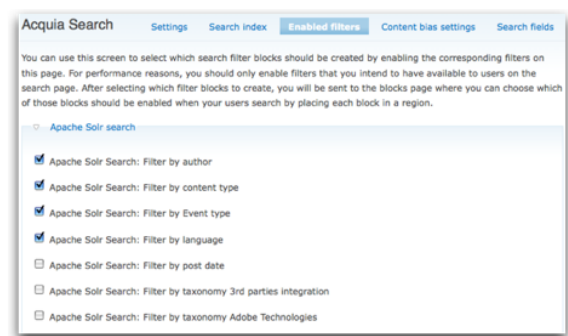 Acquia Search Settings Search index Enabled filters Content bias settings Search fields
You can use this screen to select which search filter blocks should be created by enabling the corresponding filters on
this page. For performance reasons, you should only enable filters that you intend to have available to users on the
search page. After selecting which filter blocks to create, you will be sent to the blocks page where you can choose which
of those blocks should be enabled when your users search by placing each block in a region.
Apache Solr search
Apache Solr Search: Filter by author
Apache Solr Search: Filter by content type
Apache Solr Search: Filter by Event type
Apache Solr Search: Filter by language
Apache Solr Search: Filter by post date
Apache Solr Search: Filter by taxonomy 3rd parties integration
Apache Solr Search: Filter by taxonomy Adobe Technologies